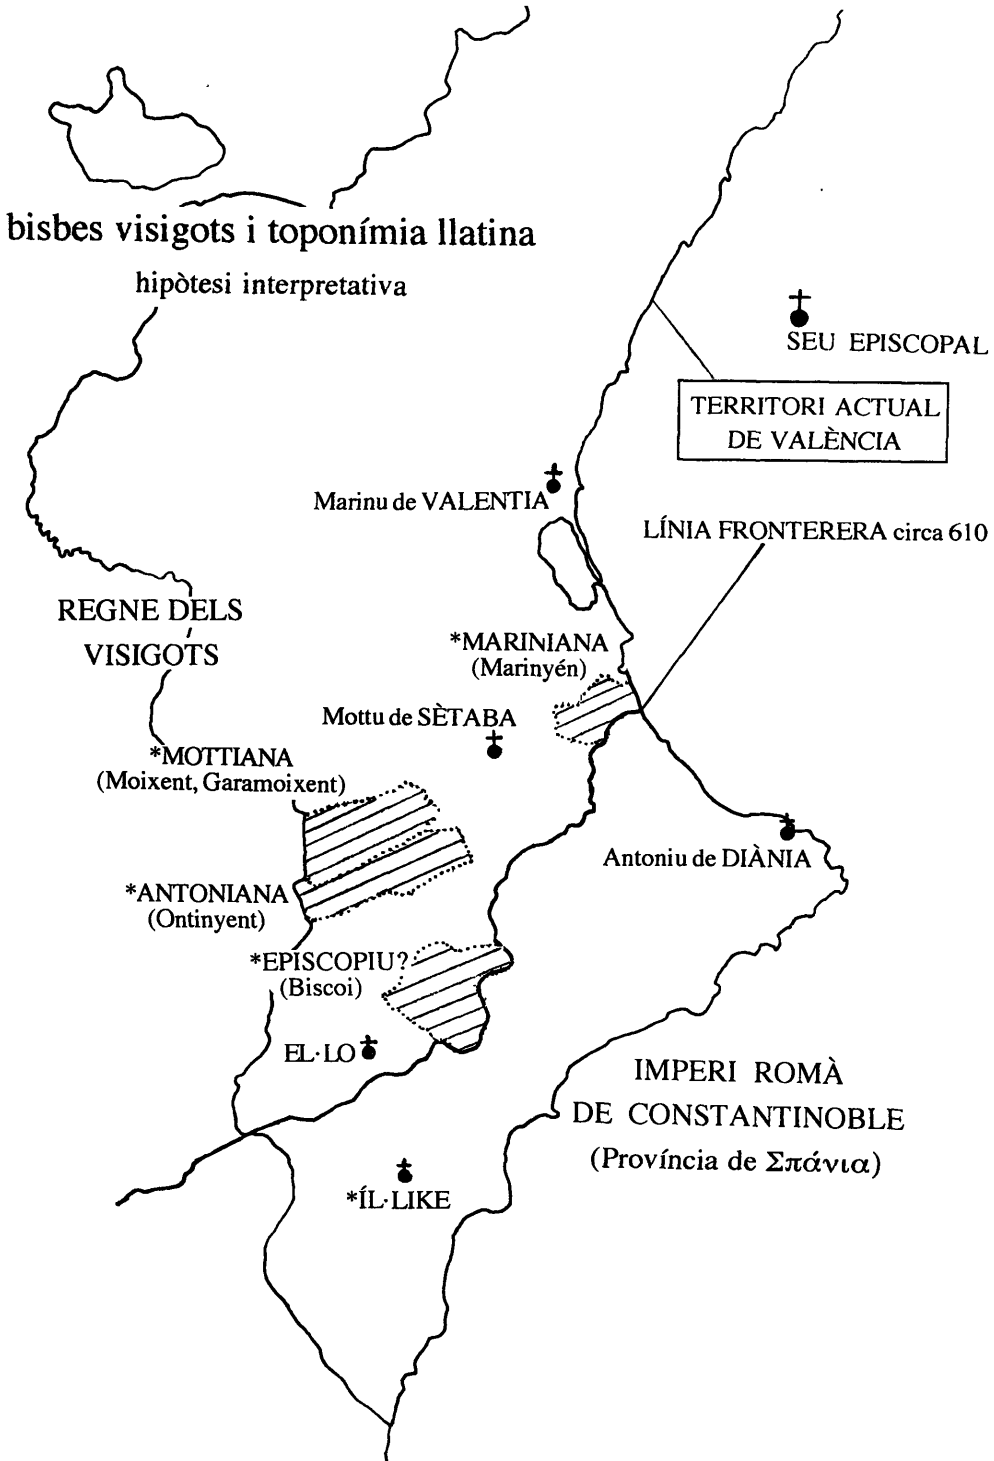 bisbes visigots i toponímia llatina
hipòtesi interpretativa
SEU EPISCOPAL
TERRITORI ACTUAL
DE VALÈNCIA
Marinu de VALENTIA
LÍNIA FRONTERERA circa 610
REGNE DELS
VISIGOTS
*MARINIANA
(Marinyén)
Mottu de SÈTABA
*MOTTIANA
(Moixent, Garamoixent)
Antoniu de DIÀNIA
*ANTONIANA
(Ontinyent)
*EPISCOPIU?
(Biscoi)
EL·LO
IMPERI ROMÀ
DE CONSTANTINOBLE
(Província de Σπάνια)
*ÍL·LIKE